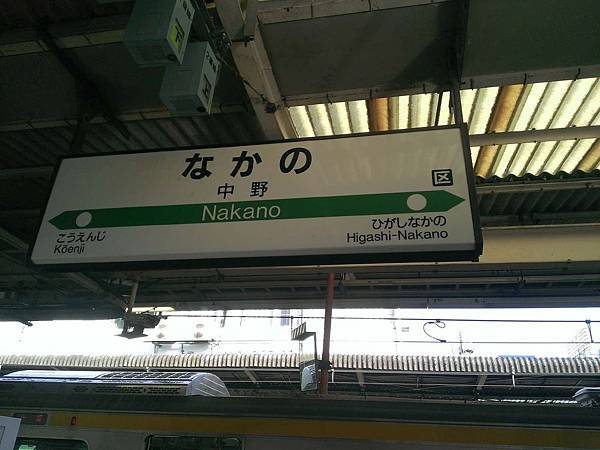 なかの
中野
区
Nakano
こうえんじ
Kōenji
ひがしなかの
Higashi-Nakano